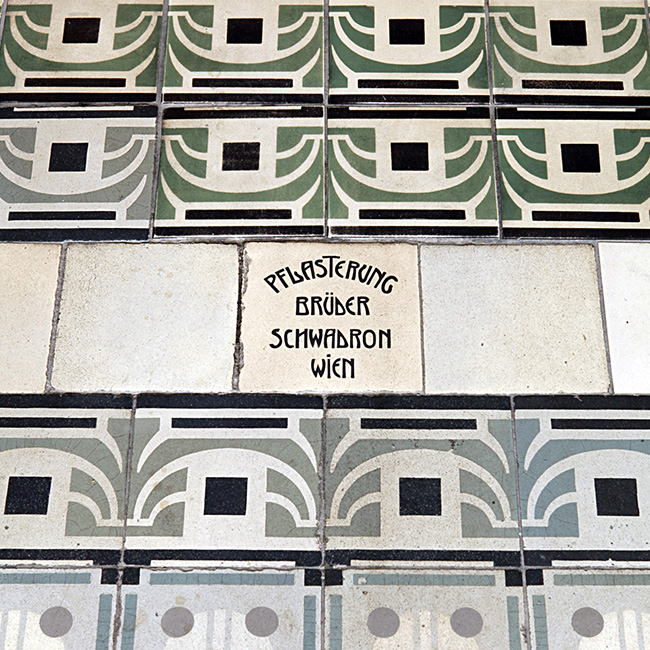 PFLASTERUNG
BRÜDER
SCHWADRON
WIEN